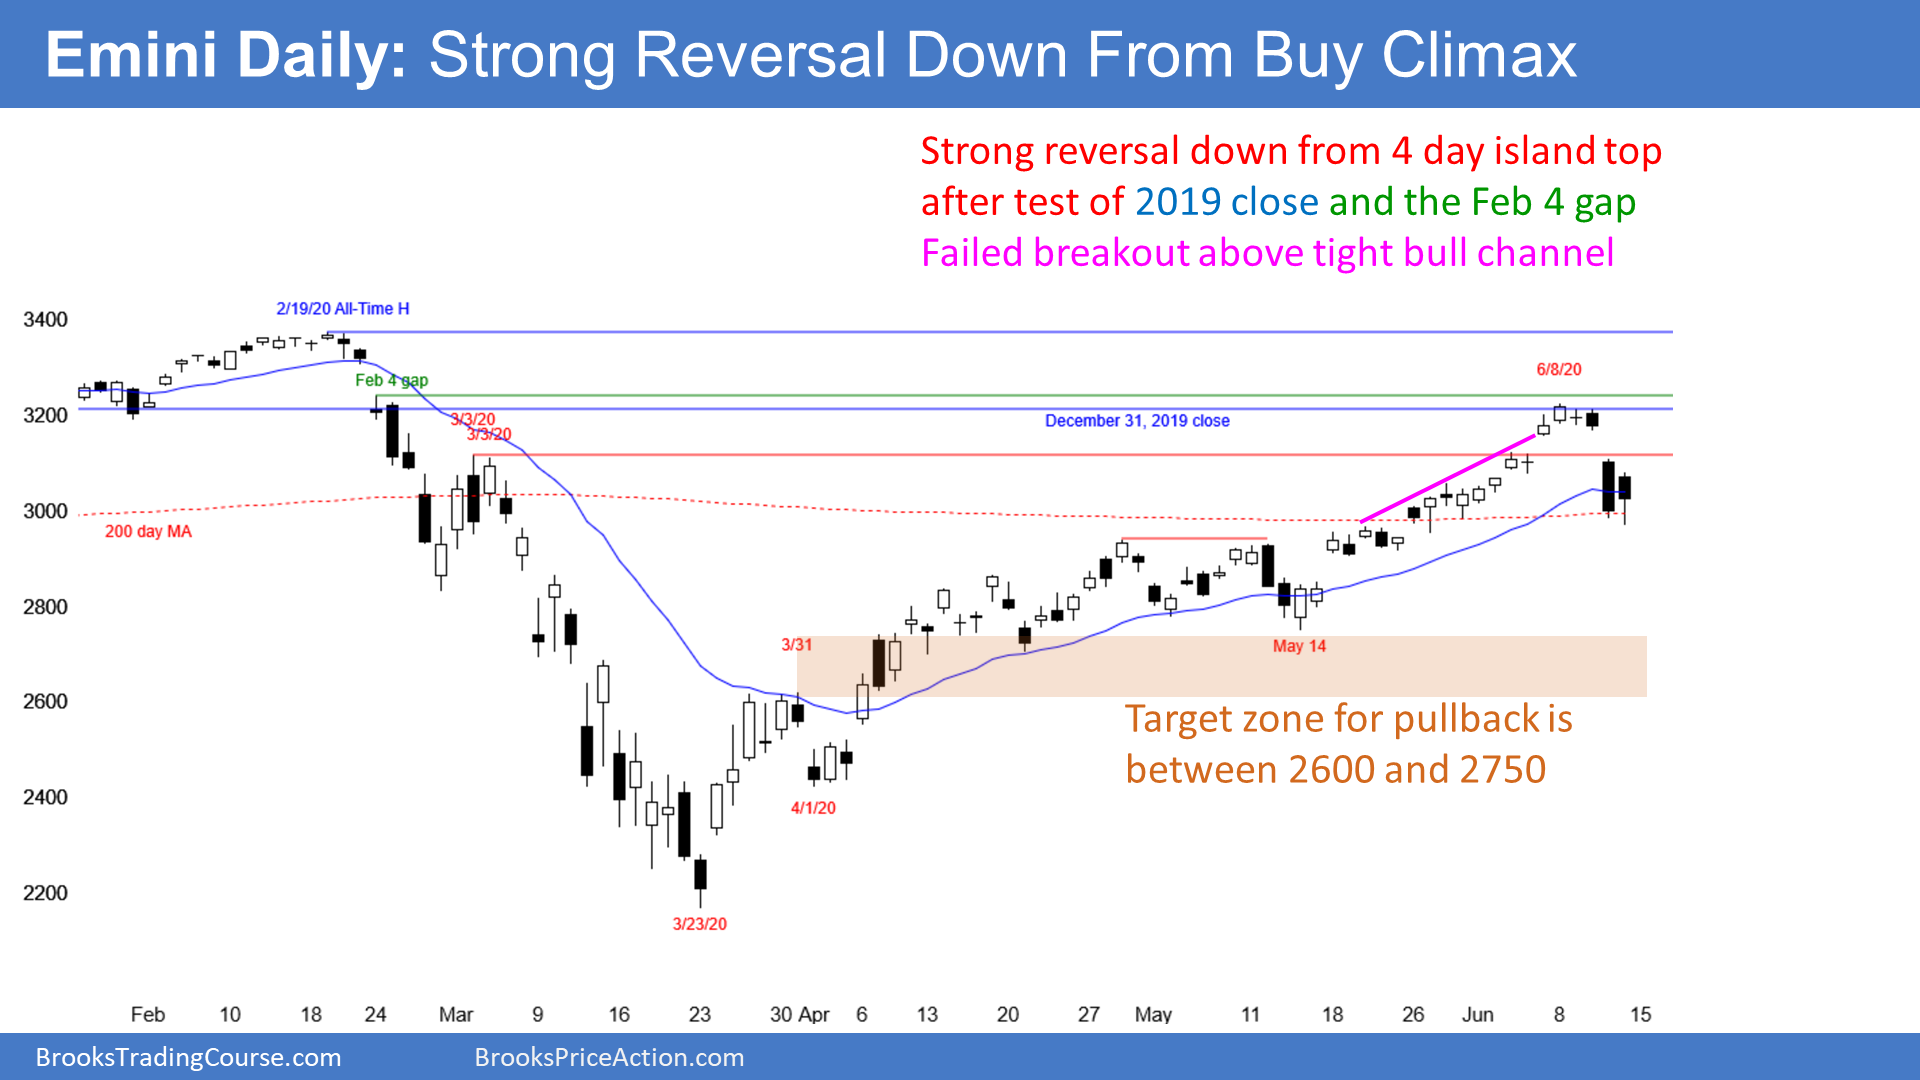 Emini Daily: Strong Reversal Down From Buy Climax
Strong reversal down from 4 day island top
after test of 2019 close and the Feb 4 gap
Failed breakout above tight bull channel
2/19/20 All-Time H
3400
6/8/20
Feb 4 gap
3200
3/3/20
December 31, 2019 close
3/3/20
3000
200 day MA
2800
3/31
May 14
2600
Target zone for pullback is
between 2600 and 2750
2400
4/1/20
2200
3/23/20
Feb 10 18 24 Mar 9 16 23 30 Apr 6 13 20 27 May 11 18 26 Jun 8 15
BrooksTradingCourse.com BrooksPriceAction.com